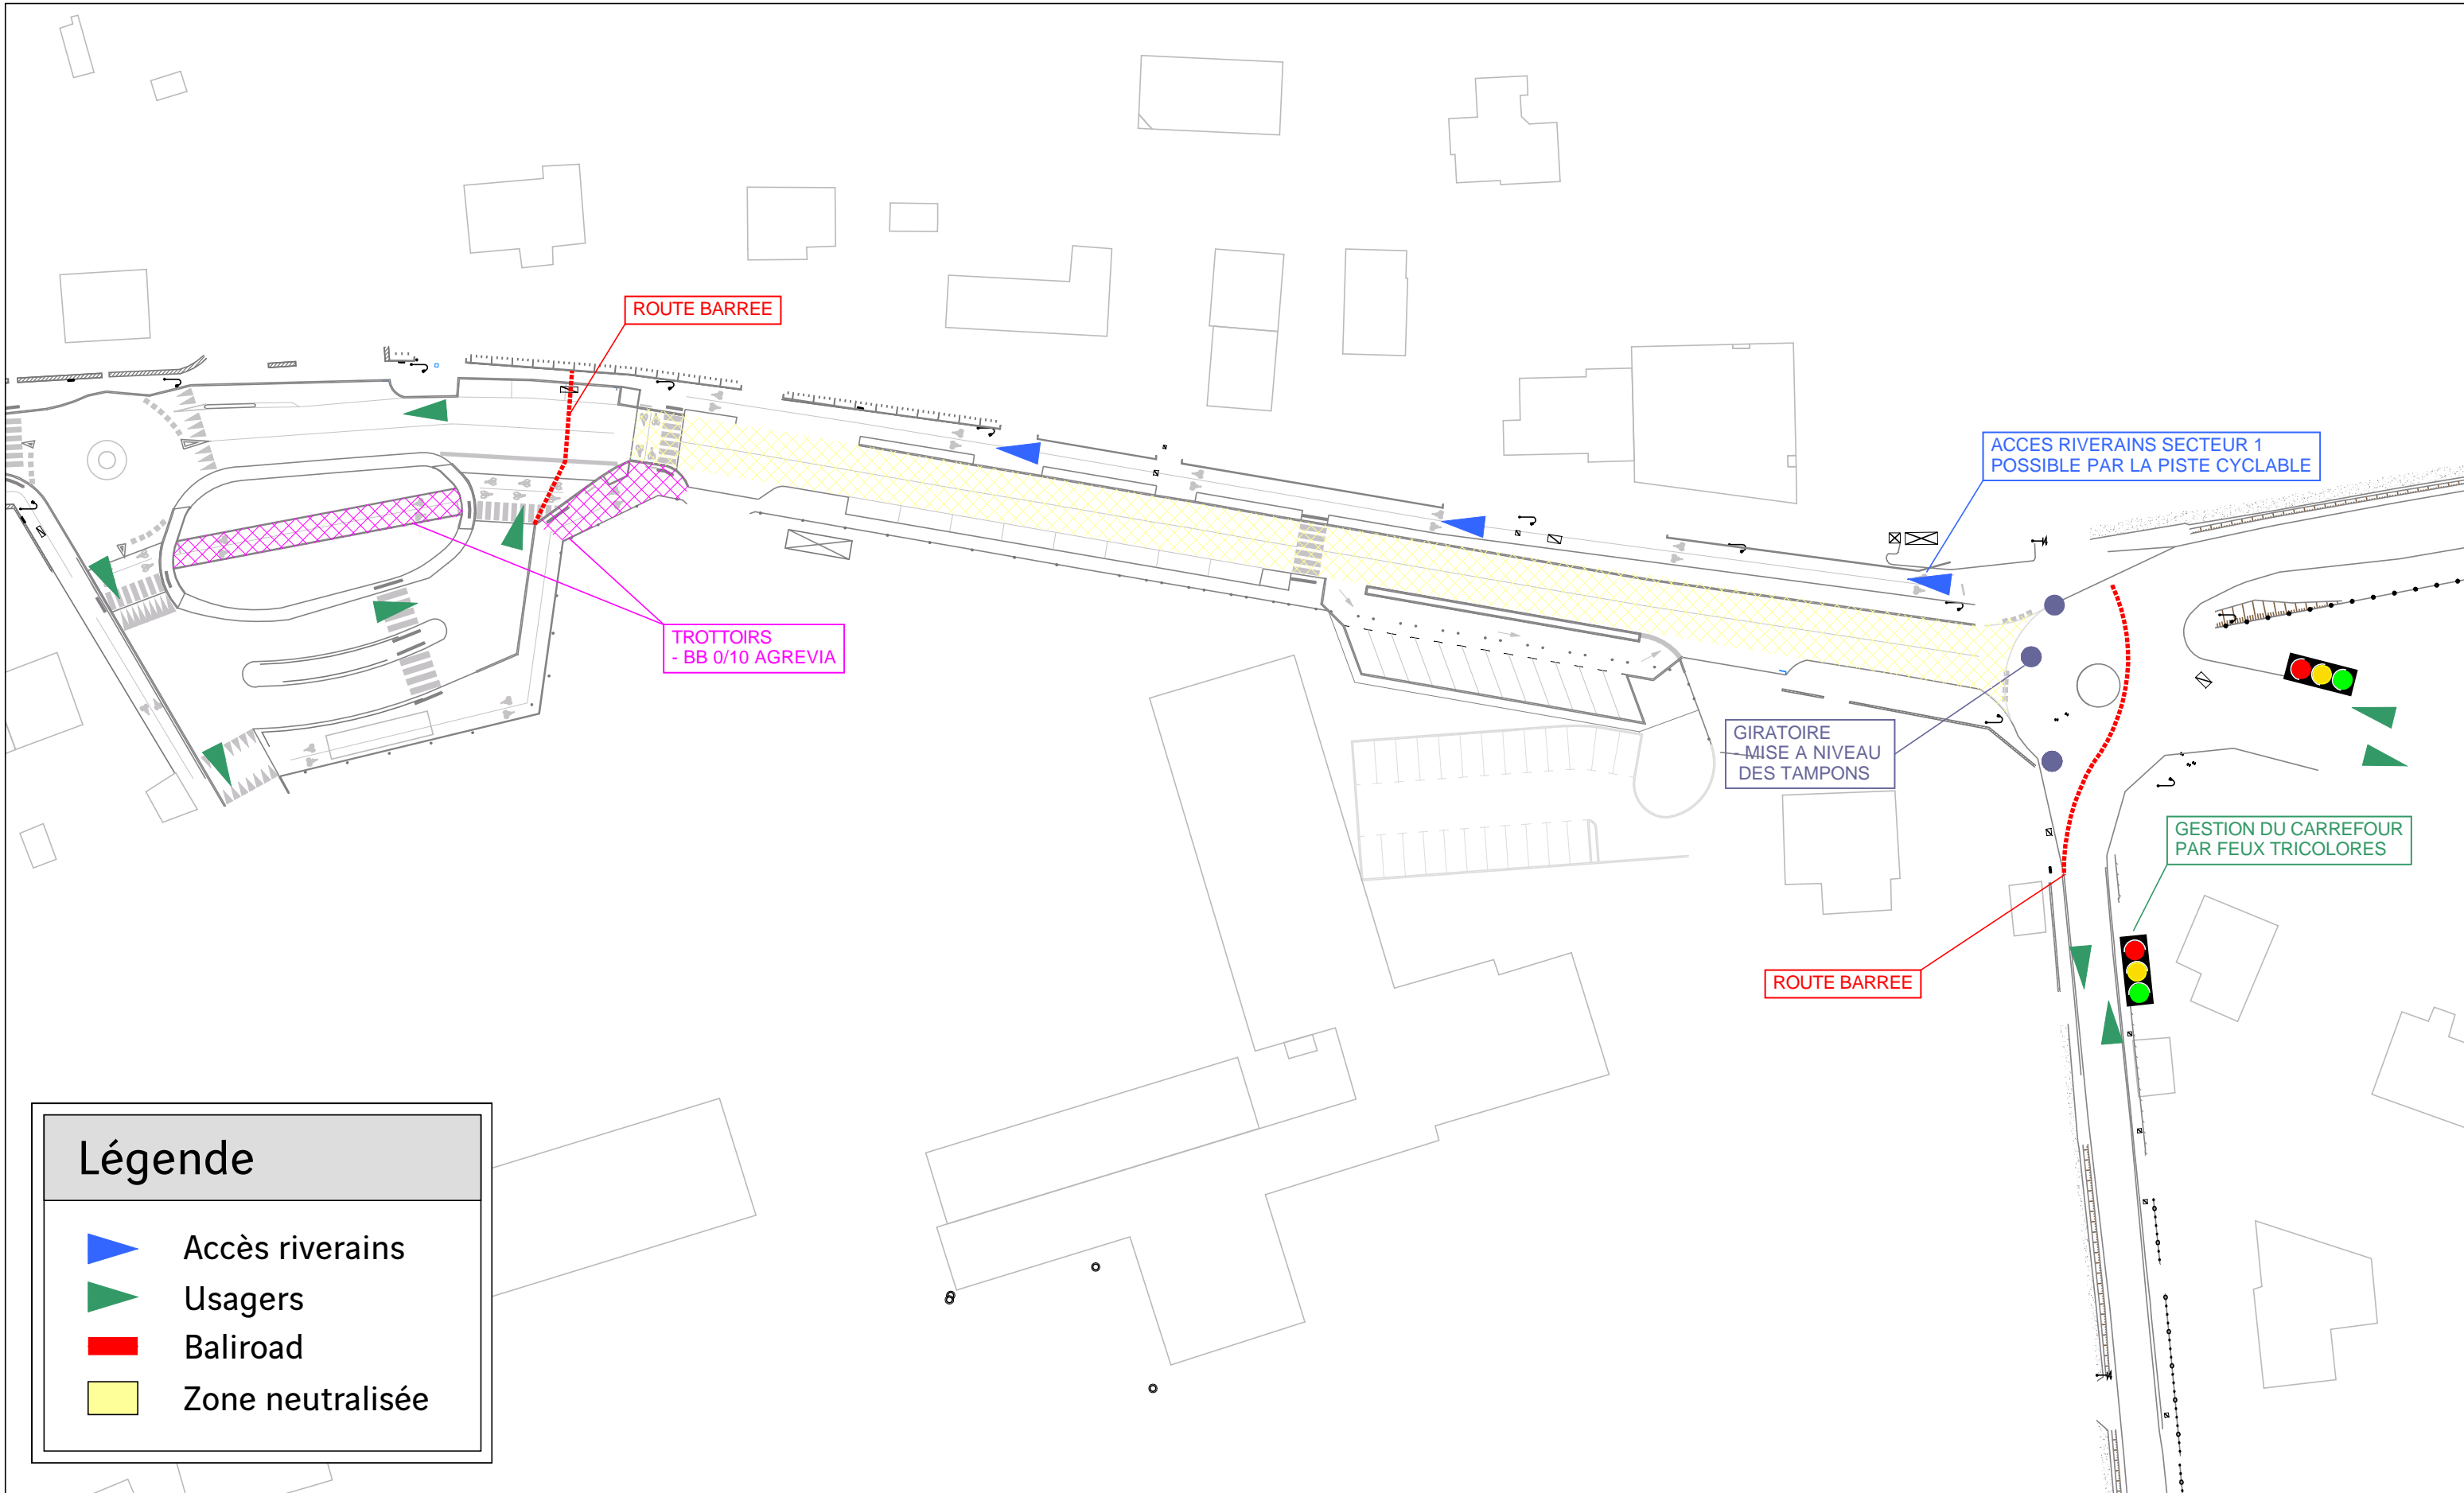 ROUTE BARREE
ACCES RIVERAINS SECTEUR 1
POSSIBLE PAR LA PISTE CYCLABLE
TROTTOIRS
- BB 0/10 AGREVIA
GIRATOIRE
- MISE A NIVEAU
DES TAMPONS
GESTION DU CARREFOUR
PAR FEUX TRICOLORES
ROUTE BARREE
Légende
Accès riverains
Usagers
Baliroad
Zone neutralisée